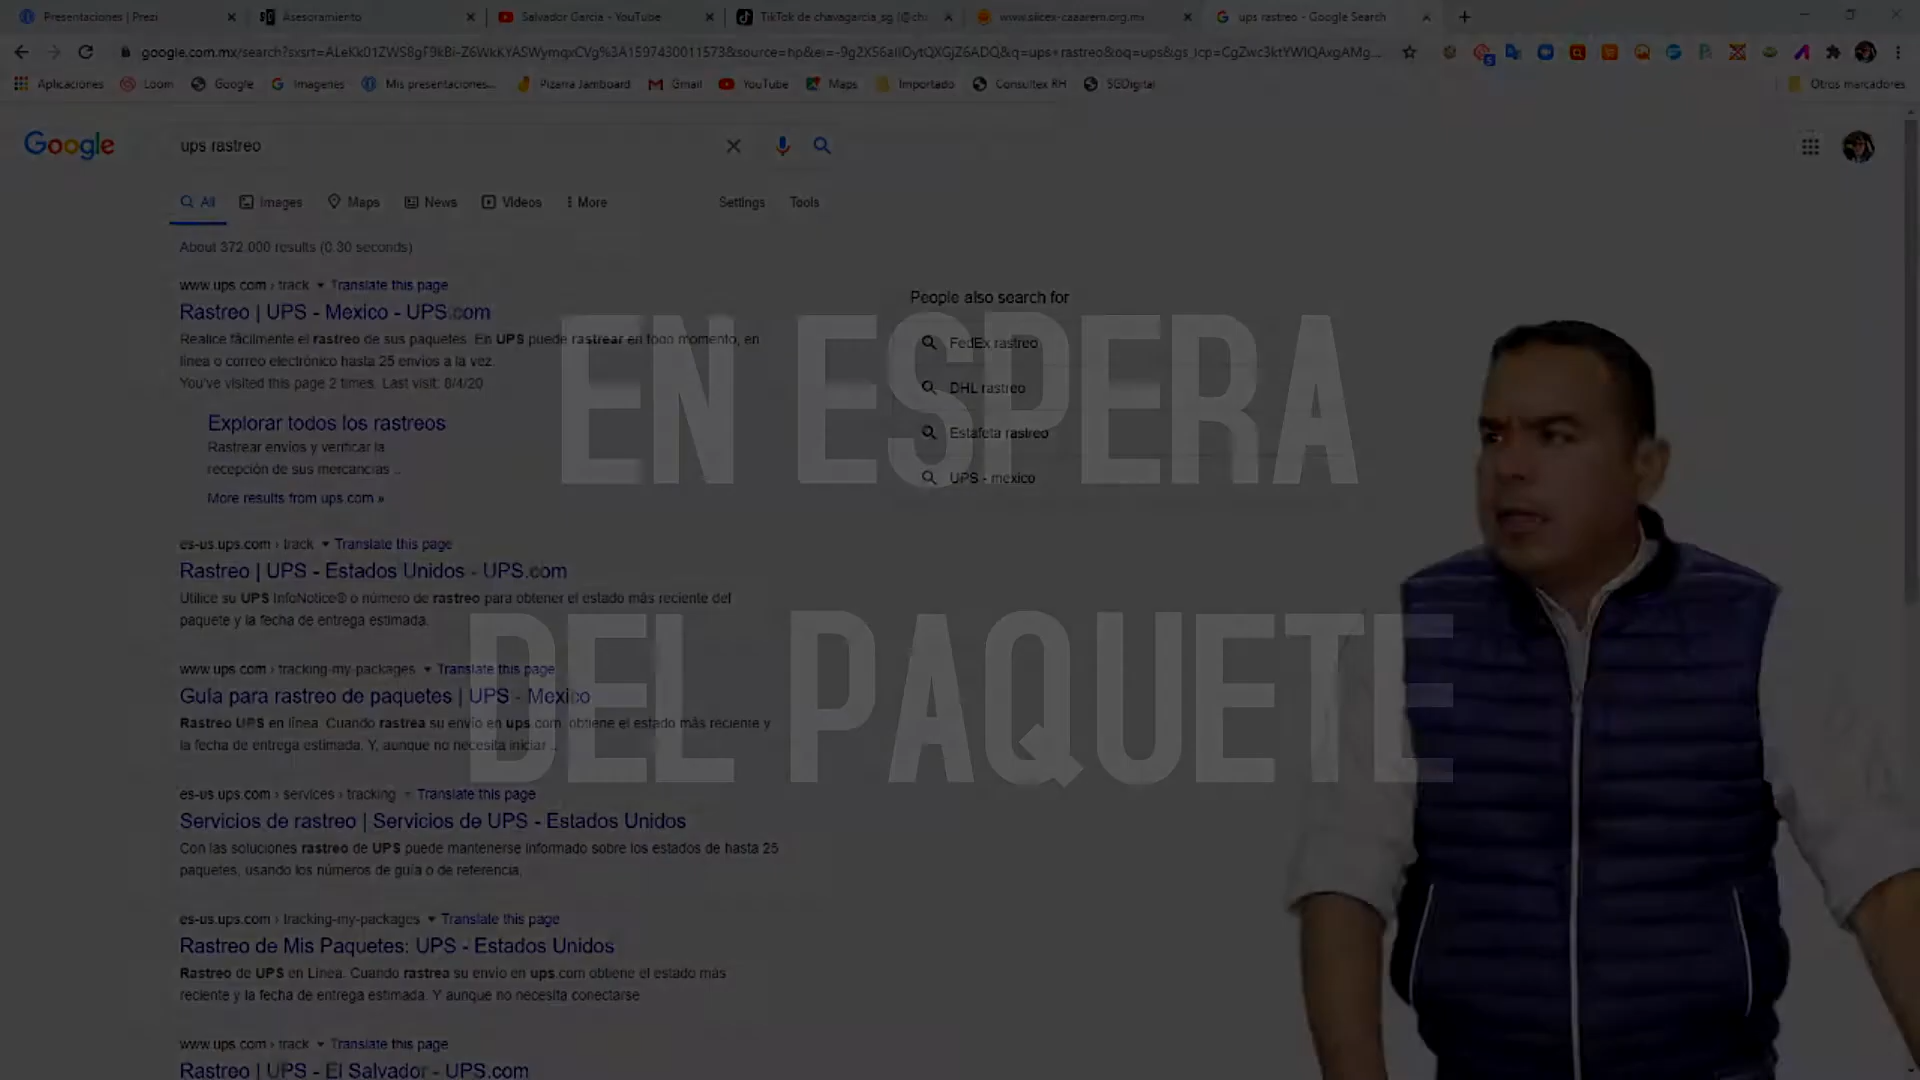 Presentaciones | Prezi
Asesoramiento
Salvador Garcia - YouTube
TikTok de chavagarcia_sg (@ch
www.siicex-caaarem.org.mx
ups rastreo - Google Search
Aplicaciones
Loom
Google
Imágenes
Mis presentaciones...
Pizarra Jamboard
Gmail
YouTube
Maps
Importado
Consultex RH
SGDigital
Otros marcadores
Google
ups rastreo
All
Images
Maps
News
Videos
More
Settings
Tools
About 372,000 results (0.30 seconds)
www.ups.com › track
Translate this page
Rastreo | UPS - Mexico - UPS.com
Realice fácilmente el rastreo de sus paquetes. En UPS puede rastrear en todo momento, en
línea o correo electrónico hasta 25 envíos a la vez.
You've visited this page 2 times. Last visit: 8/4/20
Explorar todos los rastreos
Rastrear envíos y verificar la
recepción de sus mercancías ...
More results from ups.com »
es-us.ups.com › track
Translate this page
Rastreo | UPS - Estados Unidos - UPS.com
Utilice su UPS InfoNotice® o número de rastreo para obtener el estado más reciente del
paquete y la fecha de entrega estimada.
www.ups.com › tracking-my-packages
Translate this page
Guía para rastreo de paquetes | UPS - Mexico
Rastreo UPS en línea. Cuando rastrea su envío en ups.com, obtiene el estado más reciente y
la fecha de entrega estimada. Y, aunque no necesita iniciar ...
es-us.ups.com › services › tracking
Translate this page
Servicios de rastreo | Servicios de UPS - Estados Unidos
Con las soluciones rastreo de UPS puede mantenerse informado sobre los estados de hasta 25
paquetes, usando los números de guía o de referencia.
es-us.ups.com › tracking-my-packages
Translate this page
Rastreo de Mis Paquetes: UPS - Estados Unidos
Rastreo de UPS en Línea. Cuando rastrea su envío en ups.com obtiene el estado más
reciente y la fecha de entrega estimada. Y aunque no necesita conectarse
www.ups.com › track
Translate this page
Rastreo | UPS - El Salvador - UPS.com
People also search for
FedEx rastreo
DHL rastreo
Estafeta rastreo
UPS - mexico
EN ESPERA
DEL PAQUETE